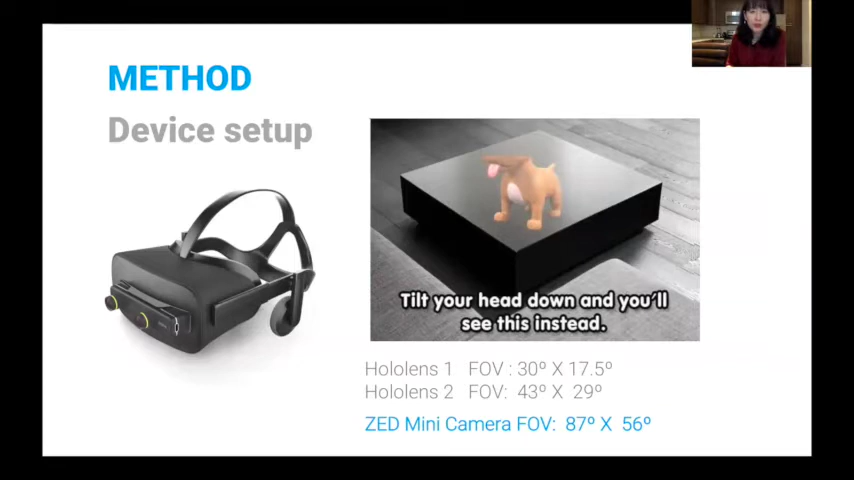 METHOD
Device setup
Tilt your head down and you'll
see this instead.
Hololens 1 FOV : 30º X 17.5º
Hololens 2 FOV: 43º X 29º
ZED Mini Camera FOV: 87º X 56º